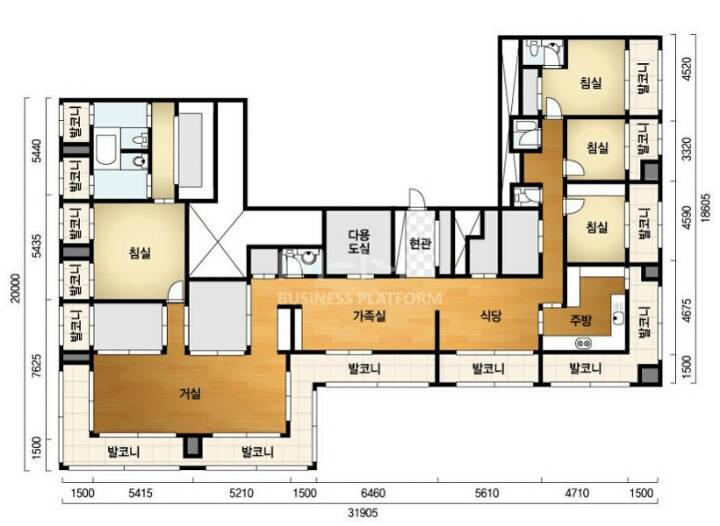 4520
침실
발코니
발코니
3320
침실
발코니
5440
발코니
4590
18605
침실
발코니
발코니
다용
도실
현관
5435
침실
20000
발코니
BUSINESS PLATFORM
가족실
식당
주방
발코니
4675
발코니
7625
발코니
발코니
발코니
1500
거실
1500
발코니
발코니
1500
5415
5210
1500
6460
5610
4710
1500
31905